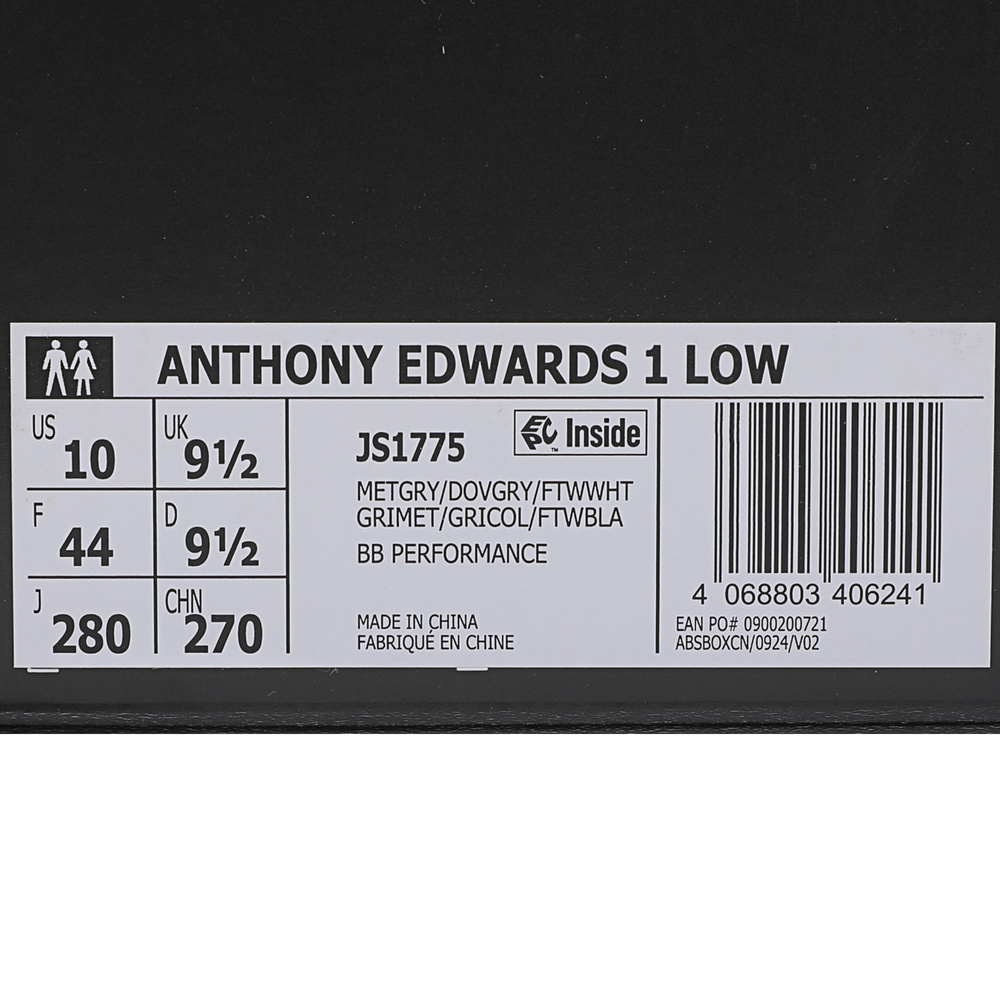 ANTHONY EDWARDS 1 LOW
US 10
UK 9½
F 44
D 9½
J 280
CHN 270
JS1775
EPC Inside™
METGRY/DOVGRY/FTWWHT
GRIMET/GRICOL/FTWBLA
BB PERFORMANCE
MADE IN CHINA
FABRIQUÉ EN CHINE
4 068803 406241
EAN PO# 0900200721
ABSBOXCN/0924/V02